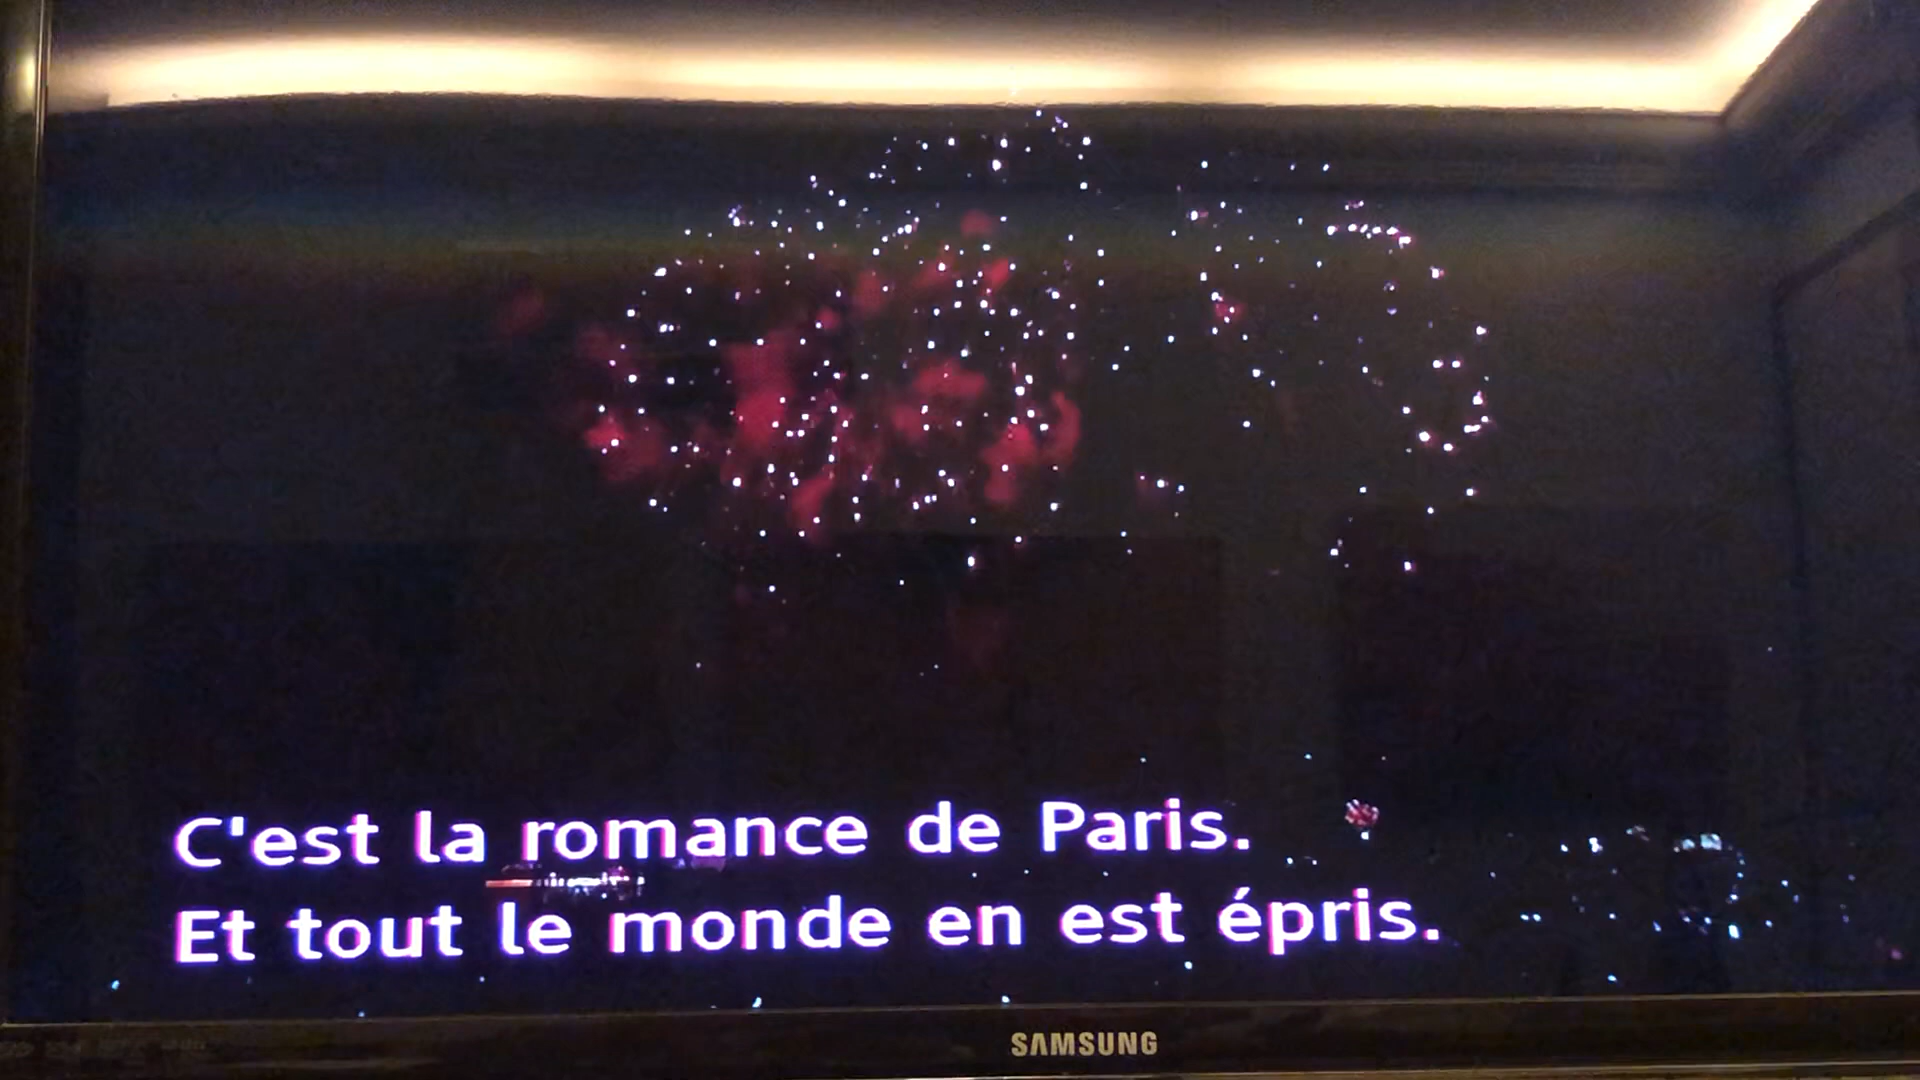 C'est la romance de Paris.
Et tout le monde en est épris.
SAMSUNG